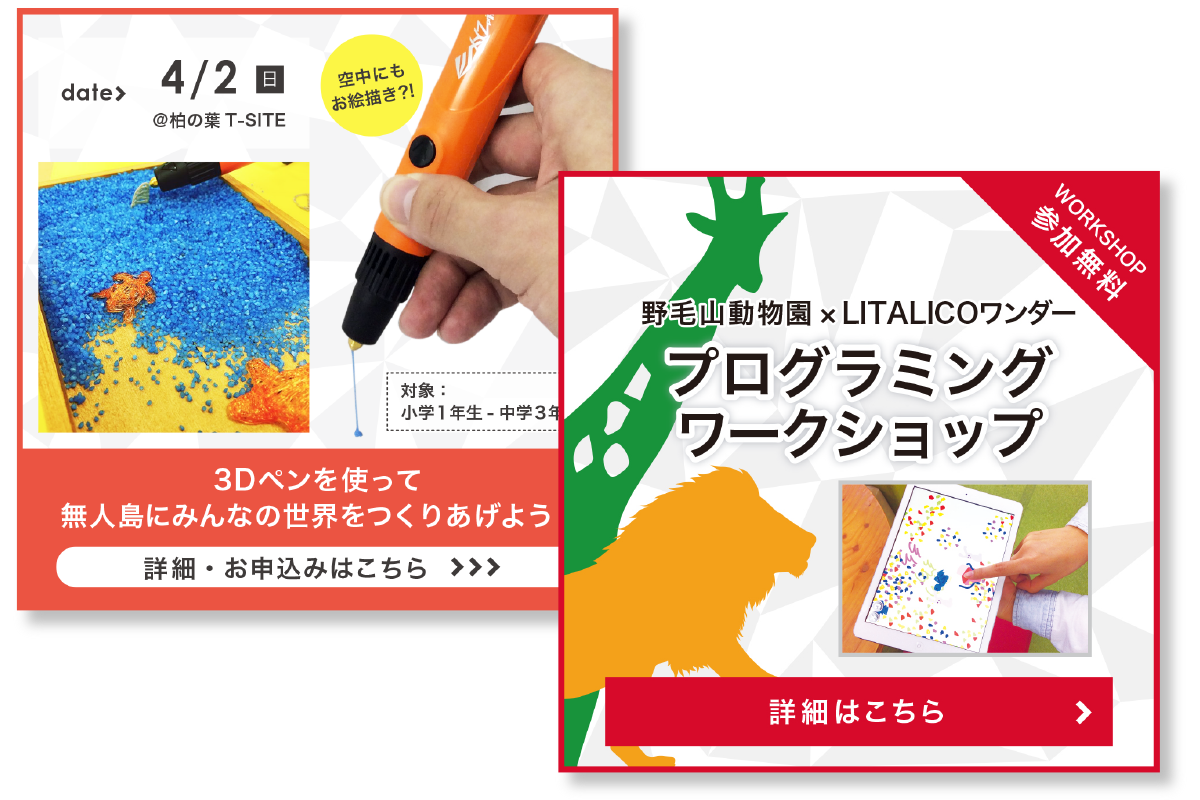 date>
4/2 日
@柏の葉 T-SITE
空中にも
お絵描き?!
対象：
小学1年生 - 中学3年
3Dペンを使って
無人島にみんなの世界をつくりあげよう
詳細・お申込みはこちら >>>
WORKSHOP
参加無料
野毛山動物園×LITALICOワンダー
プログラミング
ワークショップ
詳細はこちら >